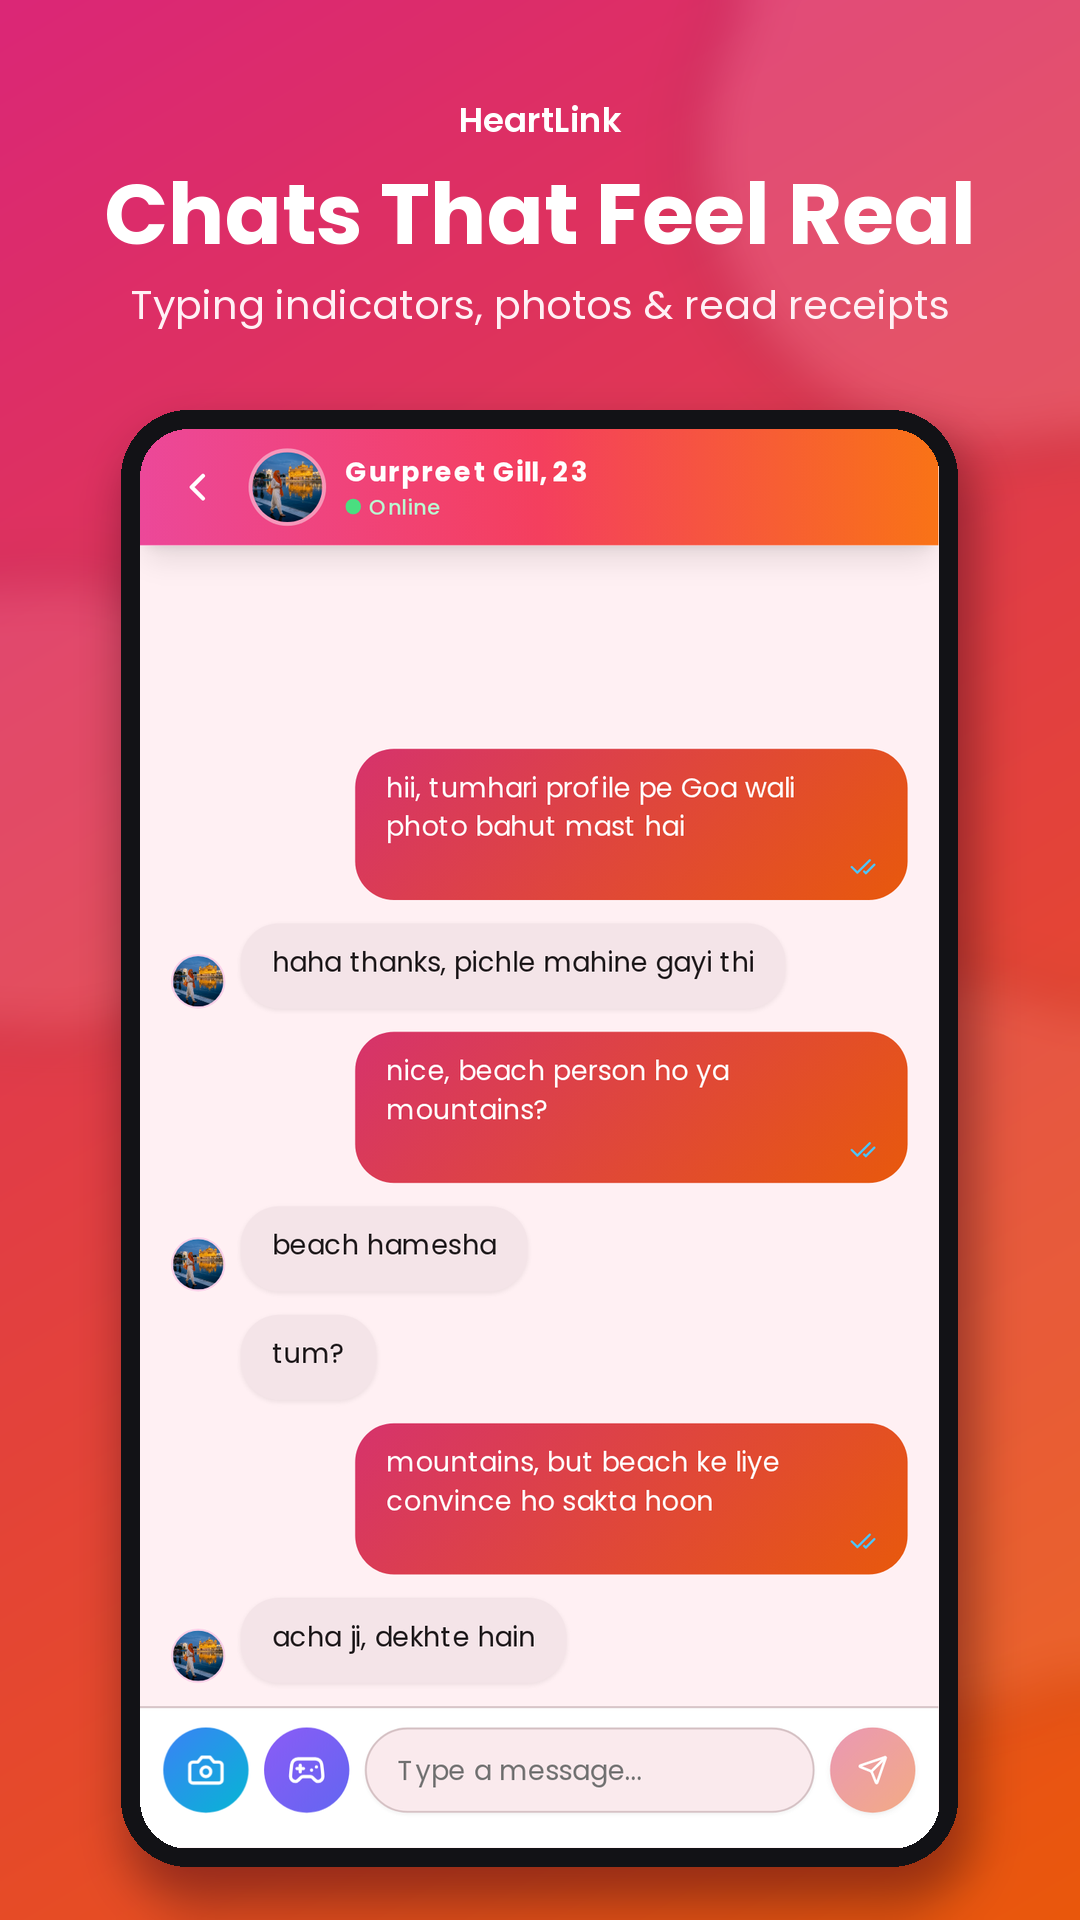 HeartLink
Chats That Feel Real
Typing indicators, photos & read receipts
Gurpreet Gill, 23
Online
hii, tumhari profile pe Goa wali
photo bahut mast hai
haha thanks, pichle mahine gayi thi
nice, beach person ho ya
mountains?
beach hamesha
tum?
mountains, but beach ke liye
convince ho sakta hoon
acha ji, dekhte hain
Type a message...